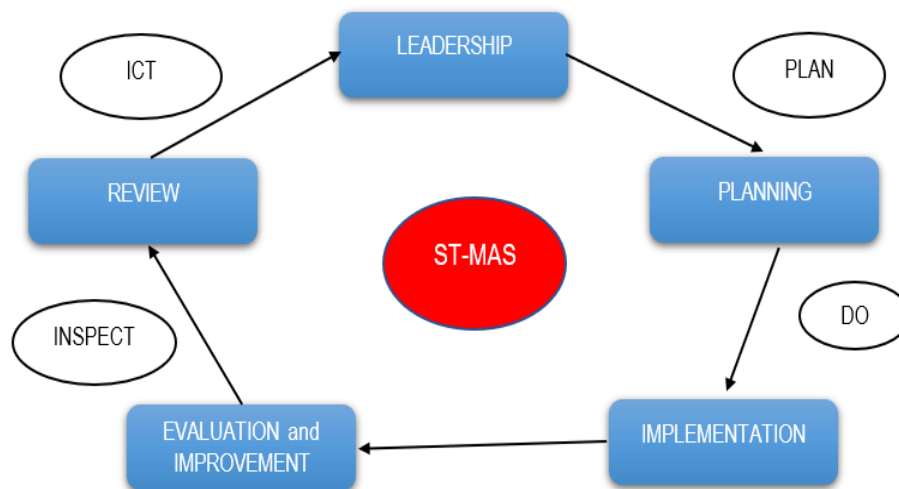 LEADERSHIP
ICT
PLAN
REVIEW
PLANNING
ST-MAS
INSPECT
DO
EVALUATION and
IMPROVEMENT
IMPLEMENTATION